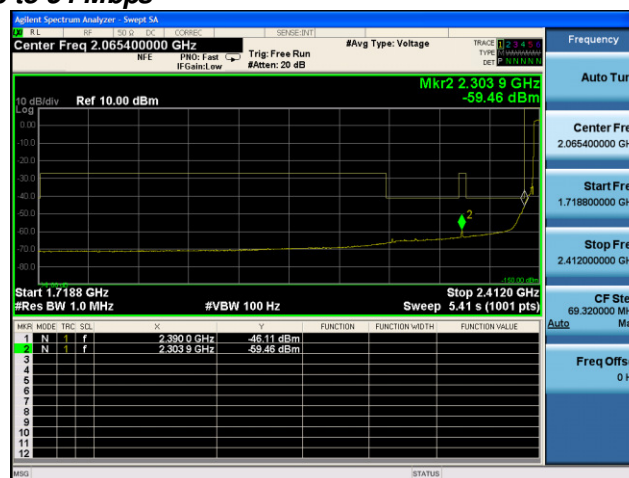 to 54 Mbps
Agilent Spectrum Analyzer - Swept SA
RL RF 50 Ω DC CORREC SENSE:INT
Center Freq 2.065400000 GHz
NFE PNO: Fast IFGain:Low
Trig: Free Run
#Atten: 20 dB
#Avg Type: Voltage
TRACE 1 2 3 4 5 6
TYPE
DET P N N N N N
Mkr2 2.303 9 GHz
-59.46 dBm
10 dB/div Ref 10.00 dBm
Log
0.00
-10.0
-20.0
-30.0
-40.0
-50.0
-60.0
-70.0
-80.0
2
-150.00 dBm
Start 1.7188 GHz Stop 2.4120 GHz
#Res BW 1.0 MHz #VBW 100 Hz Sweep 5.41 s (1001 pts)
MKR MODE TRC SCL X Y FUNCTION FUNCTION WIDTH FUNCTION VALUE
1 N 1 f 2.390 0 GHz -46.11 dBm
2 N 1 f 2.303 9 GHz -59.46 dBm
3
4
5
6
7
8
9
10
11
12
MSG STATUS
Frequency
Auto Tun
Center Fre
2.065400000 GH
Start Fre
1.718800000 GH
Stop Fre
2.412000000 GH
CF Ste
69.320000 MH
Auto Ma
Freq Offs
0 H